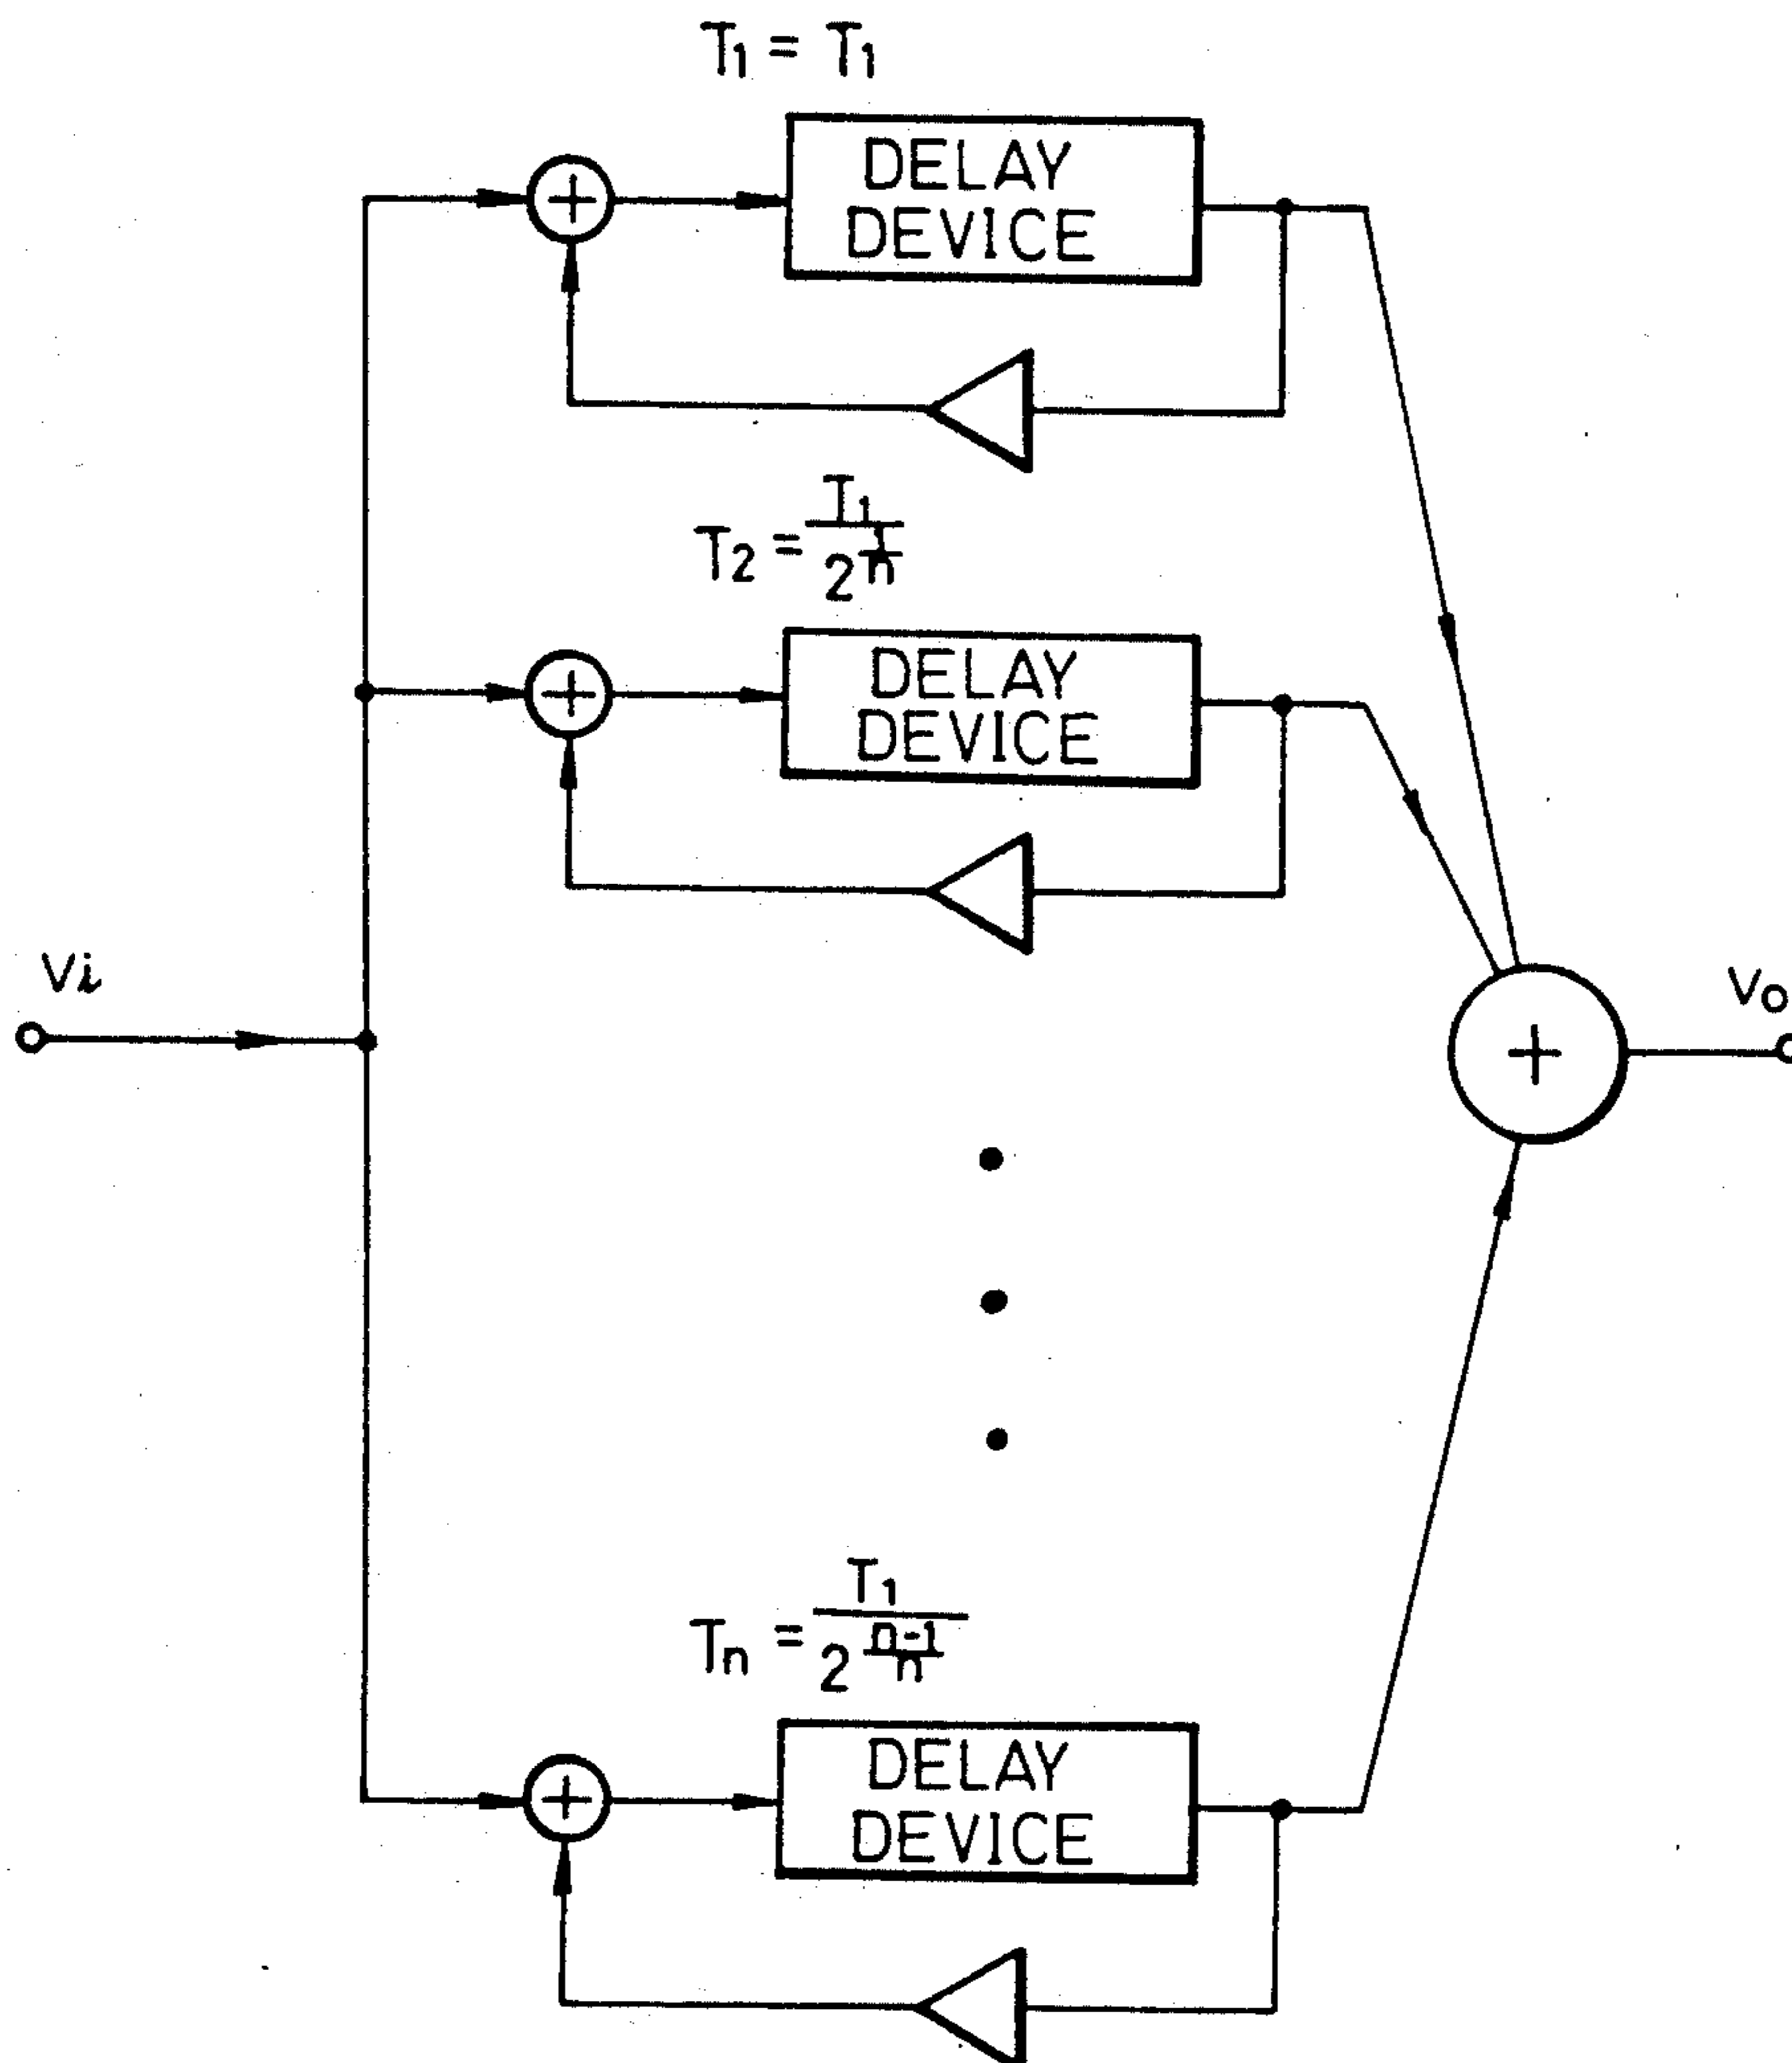 T₁ = T₁
DELAY
DEVICE
T₂ = T₁ / 2^(1/n)
DELAY
DEVICE
Vi
Vo
Tn = T₁ / 2^((n-1)/n)
DELAY
DEVICE